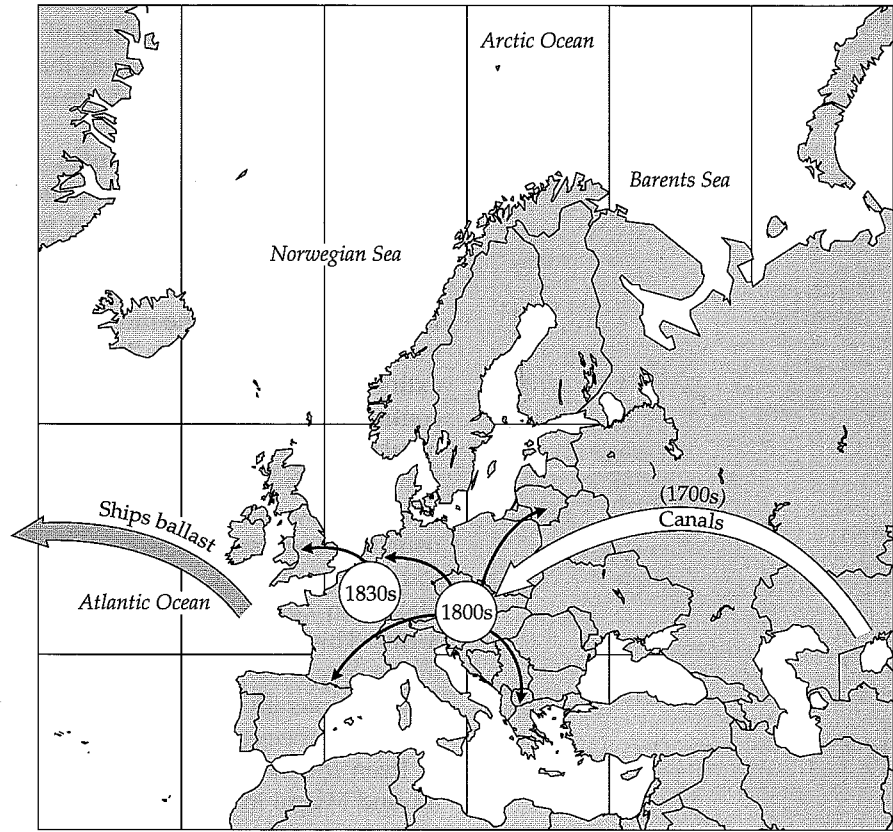 Arctic Ocean
Barents Sea
Norwegian Sea
(1700s)
Canals
Ships ballast
1830s
Atlantic Ocean
1800s